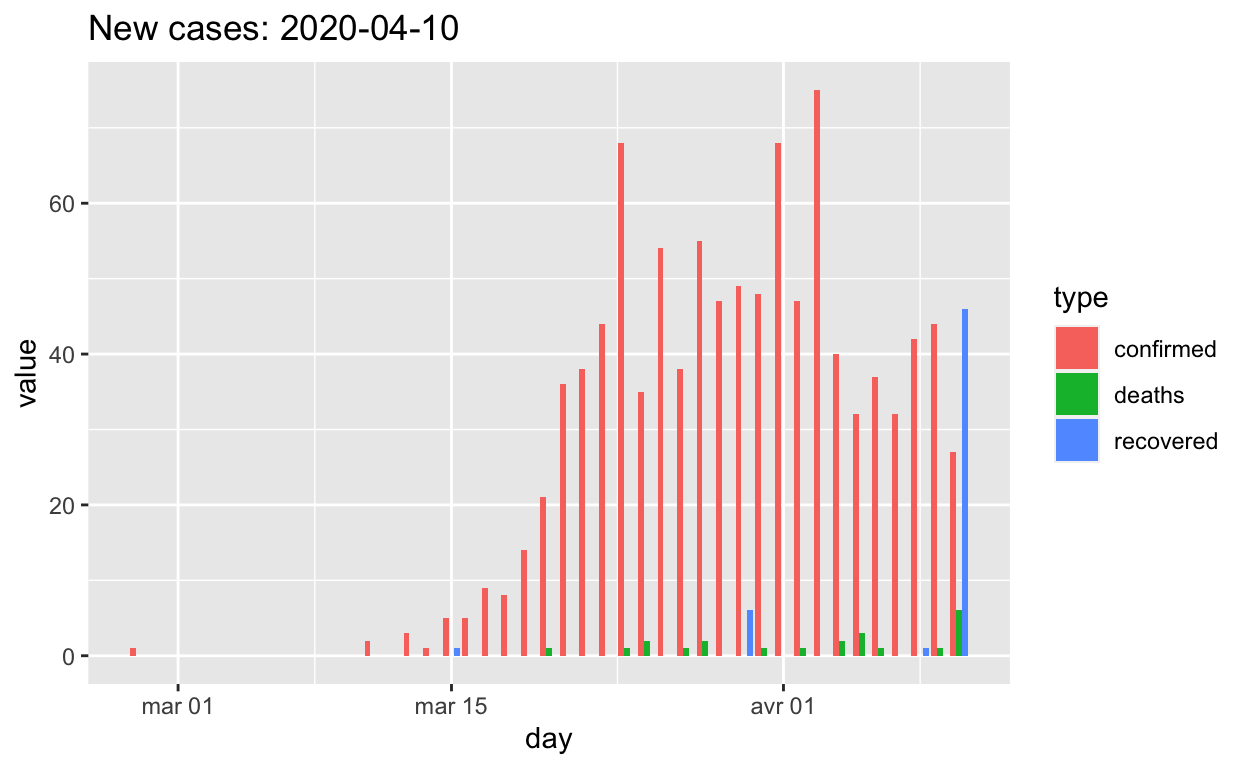 New cases: 2020-04-10
60
40
20
0
value
mar 01
mar 15
avr 01
day
type
confirmed
deaths
recovered